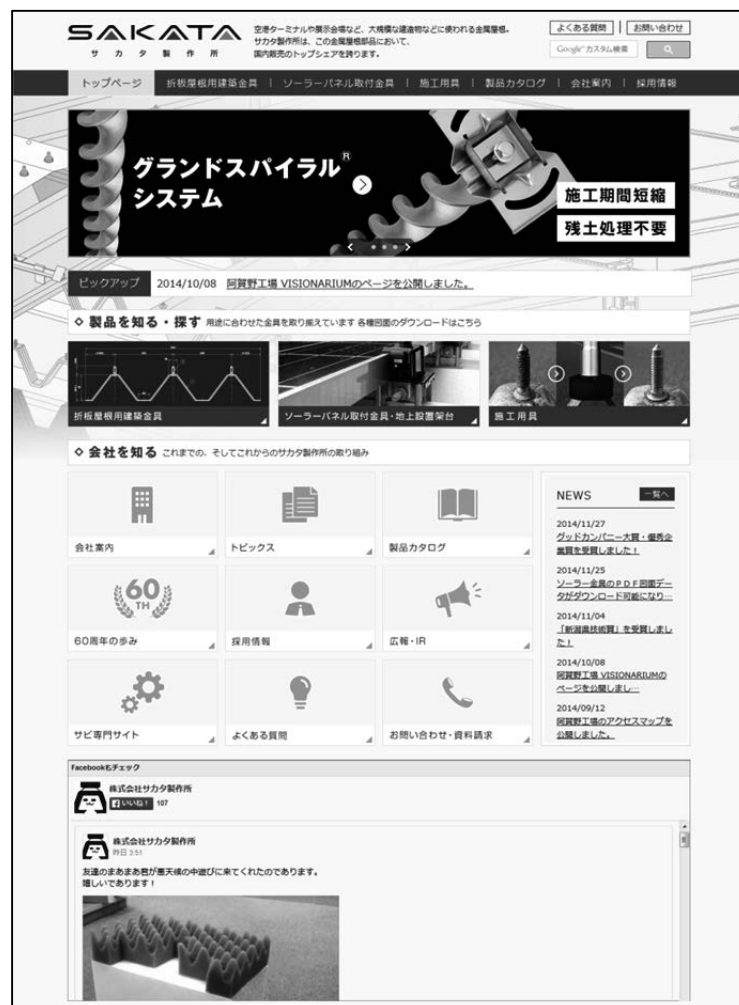 SAKATA
サカタ製作所
空港ターミナルや展示会場など、大規模な建造物などに使われる金属屋根。
サカタ製作所は、この金属屋根部品において、
国内販売のトップシェアを誇ります。
よくある質問
お問い合わせ
Google カスタム検索
トップページ
折板屋根用建築金具
ソーラーパネル取付金具
施工用具
製品カタログ
会社案内
採用情報
グランドスパイラル®
システム
施工期間短縮
残土処理不要
ピックアップ
2014/10/08 阿賀野工場 VISIONARIUMのページを公開しました。
製品を知る・探す 用途に合わせた金具を取り揃えています 各種図面のダウンロードはこちら
折板屋根用建築金具
ソーラーパネル取付金具・地上設置架台
施工用具
会社を知る これまでの、そしてこれからのサカタ製作所の取り組み
会社案内
トピックス
製品カタログ
60TH
60周年の歩み
採用情報
広報・IR
サビ専門サイト
よくある質問
お問い合わせ・資料請求
NEWS
一覧へ
2014/11/27
グッドカンパニー大賞・優秀企
業賞を受賞しました!
2014/11/25
ソーラー金具のPDF図面デー
タがダウンロード可能になり…
2014/11/04
「新潟県技術賞」を受賞しまし
た!
2014/10/08
阿賀野工場 VISIONARIUMの
ページを公開しまし…
2014/09/12
阿賀野工場のアクセスマップを
公開しました。
Facebookもチェック
株式会社サカタ製作所
いいね! 107
株式会社サカタ製作所
昨日 3:51
友達のまあまあ君が悪天候の中遊びに来てくれたのであります。
嬉しいであります!